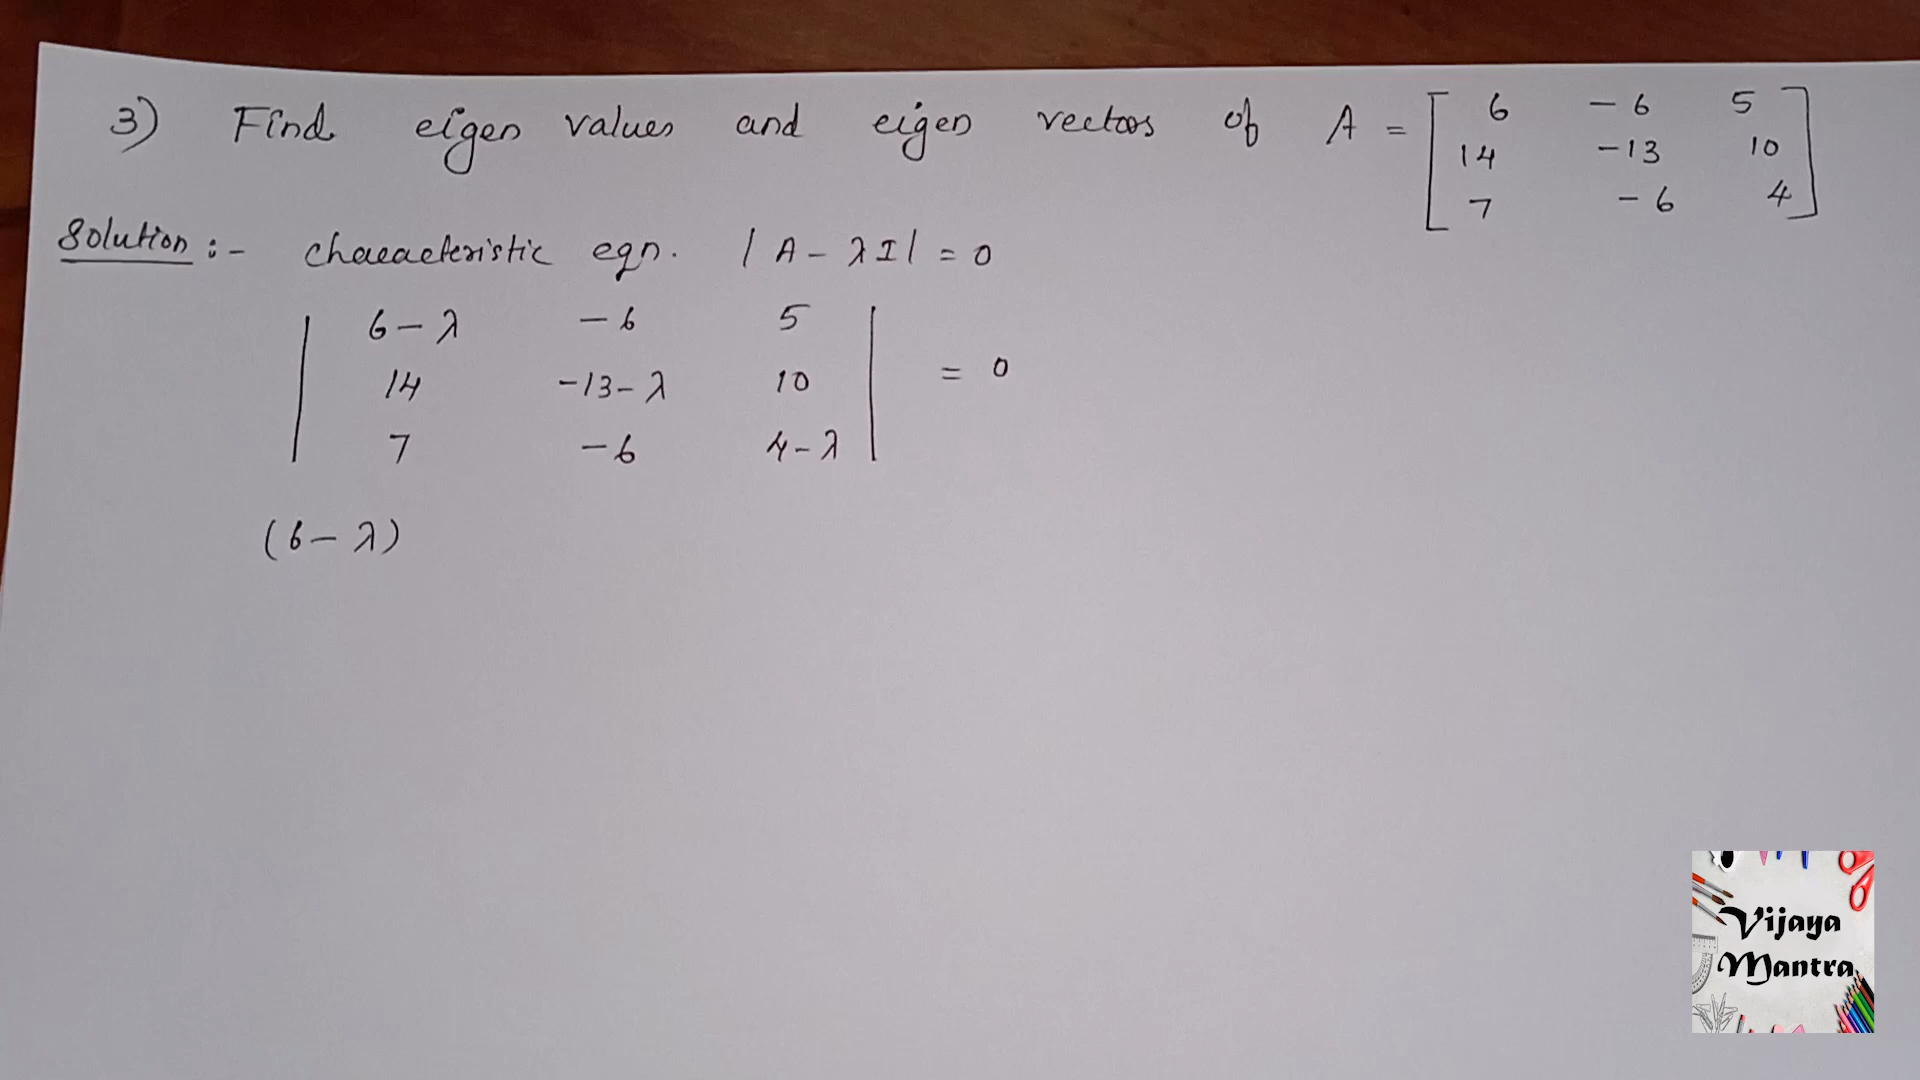 3) Find eigen values and eigen vectors of A = [ 6 -6 5
14 -13 10
7 -6 4 ]
Solution :- characteristic eqn. |A - λI| = 0
| 6-λ -6 5 |
| 14 -13-λ 10 | = 0
| 7 -6 4-λ |
(6-λ)
Vijaya
Mantra